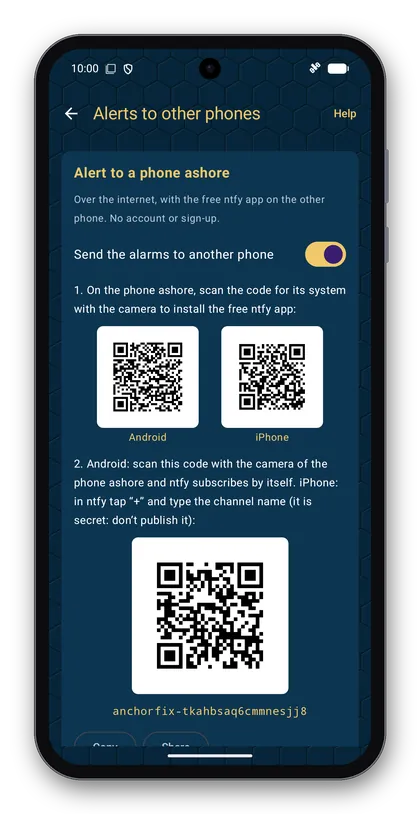 10:00
Alerts to other phones
Help
Alert to a phone ashore
Over the internet, with the free ntfy app on the other
phone. No account or sign-up.
Send the alarms to another phone
1. On the phone ashore, scan the code for its system
with the camera to install the free ntfy app:
Android
iPhone
2. Android: scan this code with the camera of the
phone ashore and ntfy subscribes by itself. iPhone:
in ntfy tap “+” and type the channel name (it is
secret: don’t publish it):
anchorfix-tkahbsaq6cmmnesjj8
Copy
Share